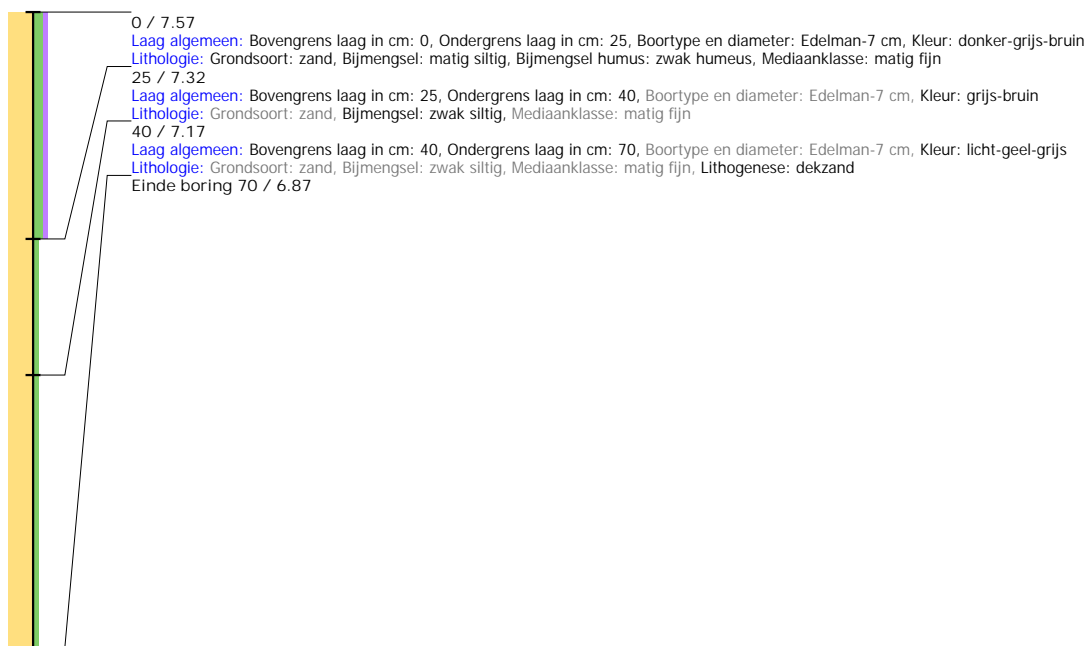 0 / 7.57
Laag algemeen: Bovengrens laag in cm: 0, Ondergrens laag in cm: 25, Boortype en diameter: Edelman-7 cm, Kleur: donker-grijs-bruin
Lithologie: Grondsoort: zand, Bijmengsel: matig siltig, Bijmengsel humus: zwak humeus, Mediaanklasse: matig fijn
25 / 7.32
Laag algemeen: Bovengrens laag in cm: 25, Ondergrens laag in cm: 40, Boortype en diameter: Edelman-7 cm, Kleur: grijs-bruin
Lithologie: Grondsoort: zand, Bijmengsel: zwak siltig, Mediaanklasse: matig fijn
40 / 7.17
Laag algemeen: Bovengrens laag in cm: 40, Ondergrens laag in cm: 70, Boortype en diameter: Edelman-7 cm, Kleur: licht-geel-grijs
Lithologie: Grondsoort: zand, Bijmengsel: zwak siltig, Mediaanklasse: matig fijn, Lithogenese: dekzand
Einde boring 70 / 6.87